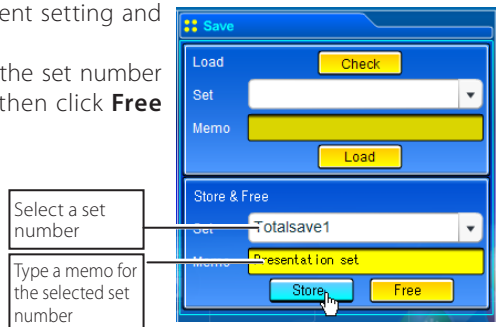 ent setting and
the set number
then click Free
Save
Load
Check
Set
Memo
Load
Store & Free
Select a set
number
Set
Totalsave1
Type a memo for
the selected set
number
Memo
Presentation set
Store
Free